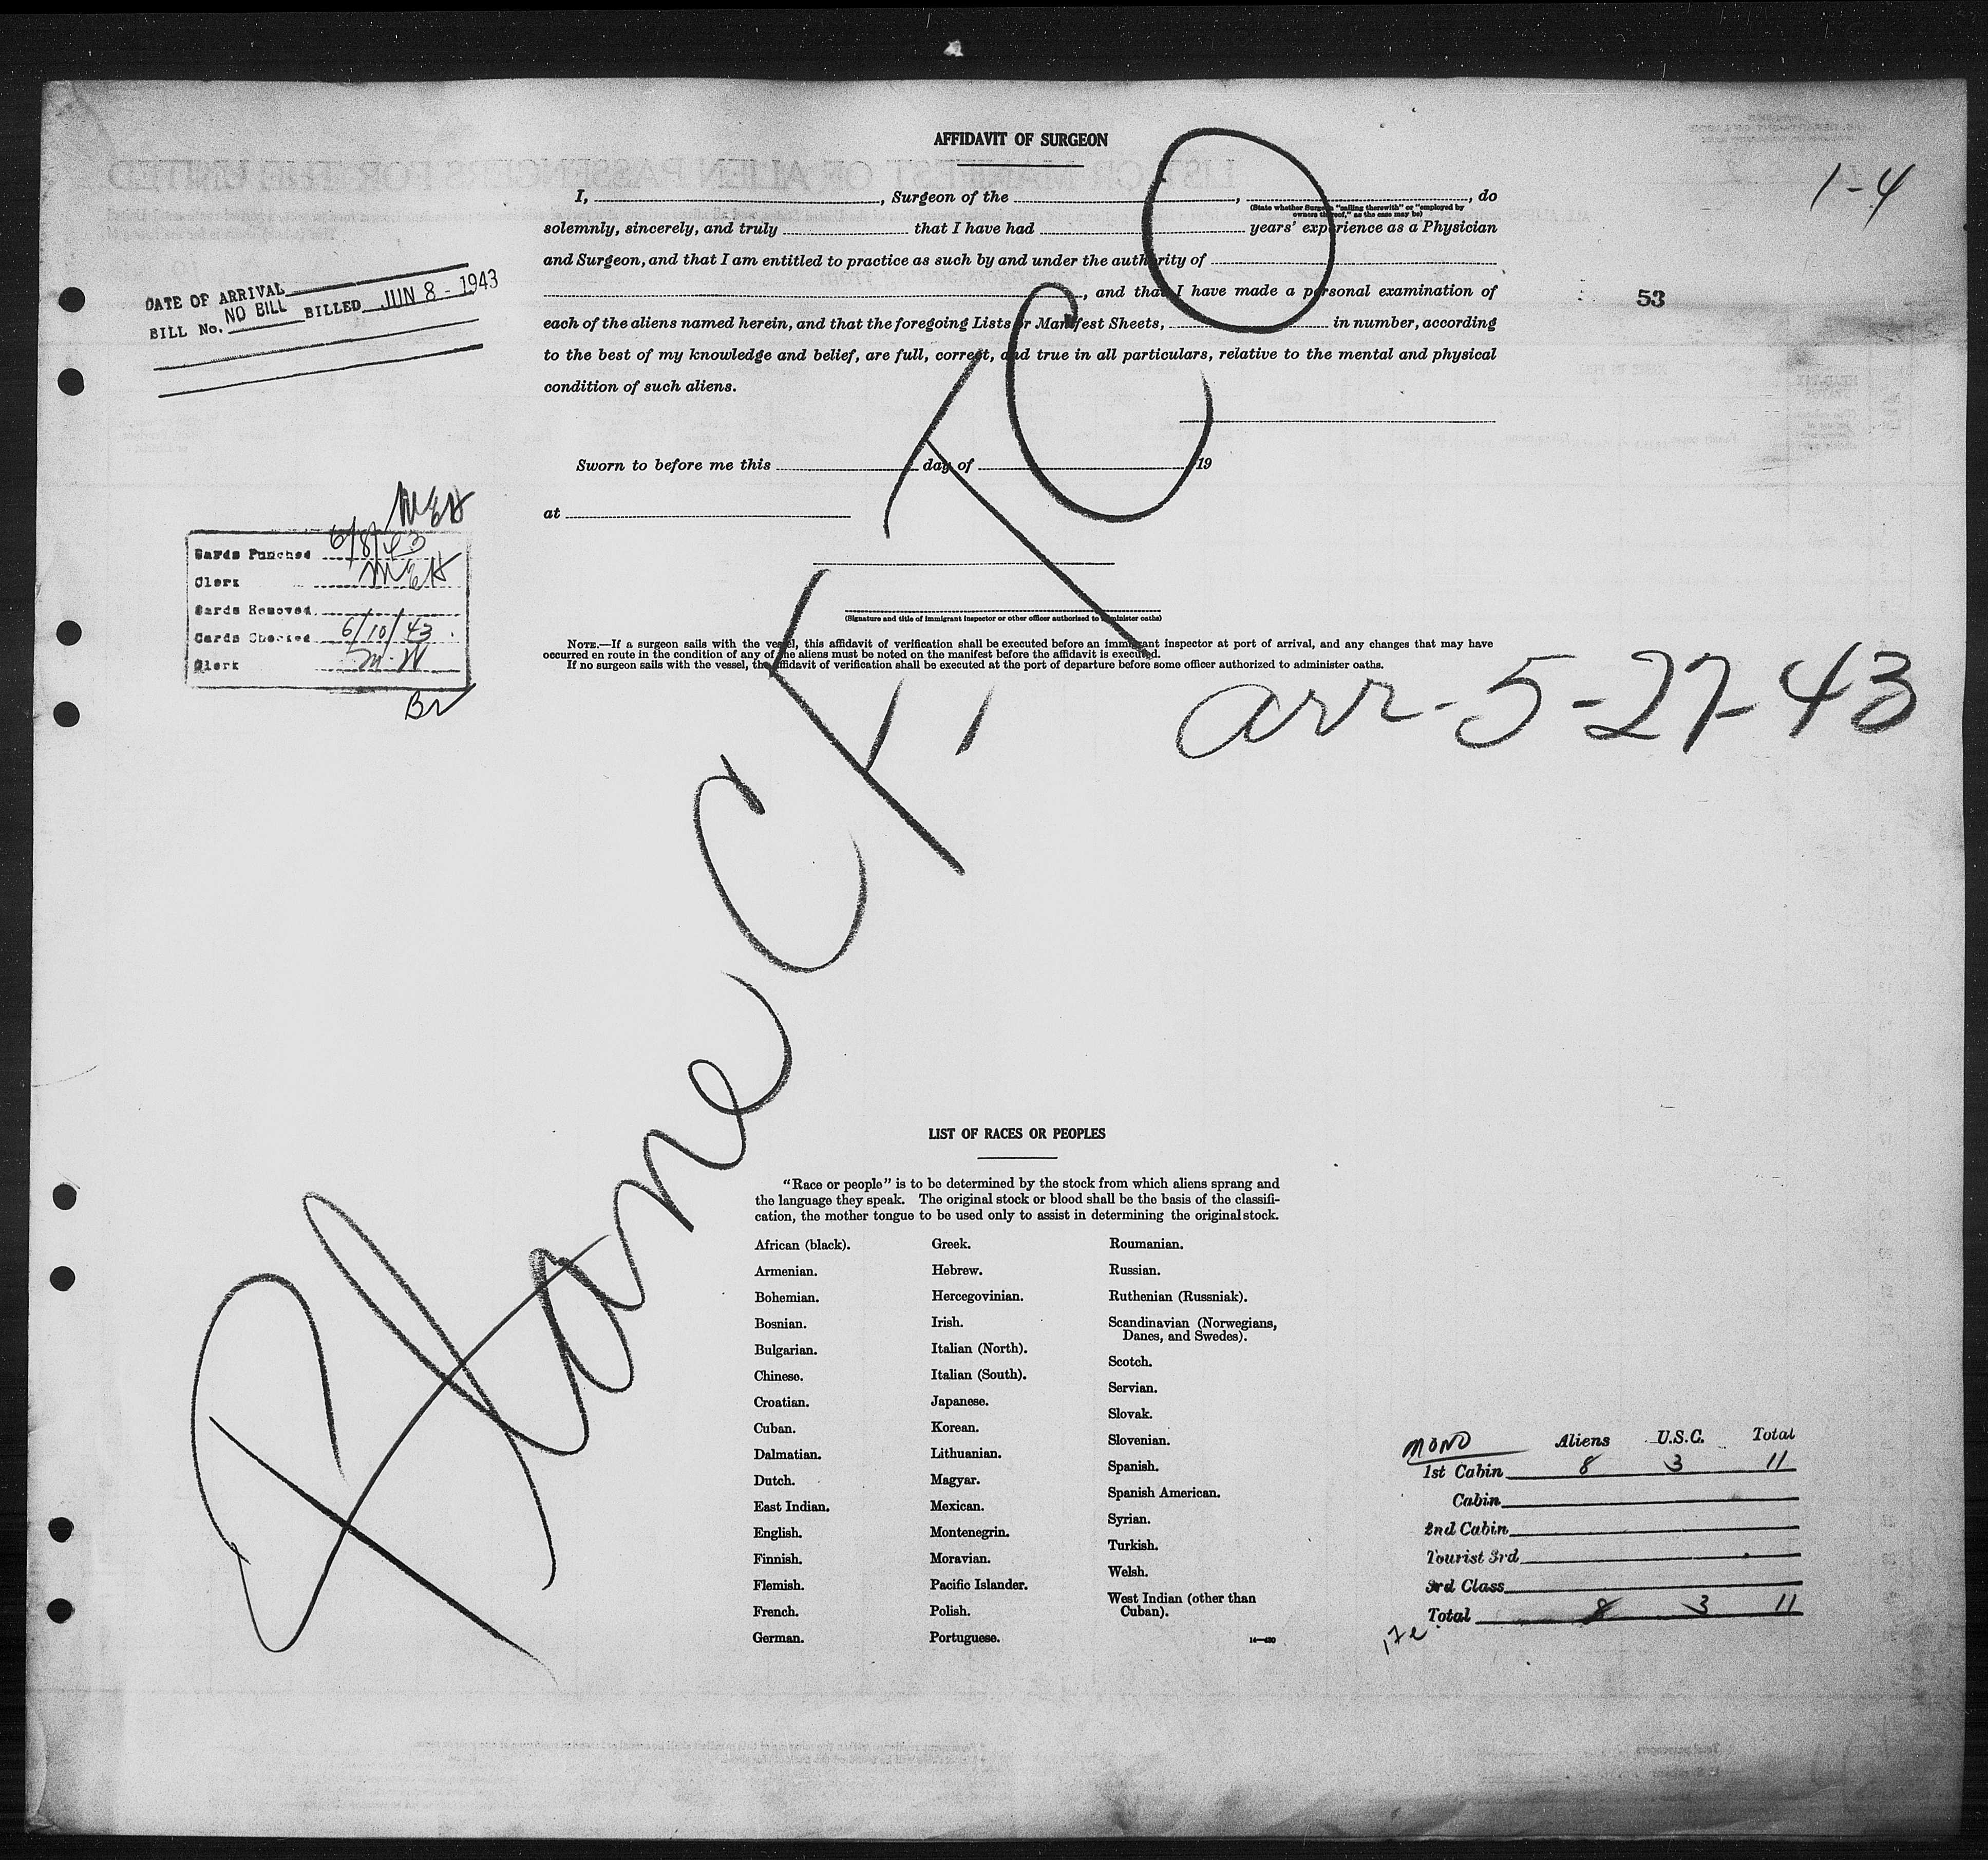 AFFIDAVIT OF SURGEON
I, , Surgeon of the , , do
(State whether Surgeon "sailing therewith" or "employed by owners thereof," as the case may be)
solemnly, sincerely, and truly that I have had years' experience as a Physician
and Surgeon, and that I am entitled to practice as such by and under the authority of
, and that I have made a personal examination of
each of the aliens named herein, and that the foregoing Lists or Manifest Sheets, in number, according
to the best of my knowledge and belief, are full, correct, and true in all particulars, relative to the mental and physical
condition of such aliens.
Sworn to before me this day of 19
at
(Signature and title of immigrant inspector or other officer authorized to administer oaths)
NOTE.—If a surgeon sails with the vessel, this affidavit of verification shall be executed before an immigrant inspector at port of arrival, and any changes that may have
occurred en route in the condition of any of the aliens must be noted on the manifest before the affidavit is executed.
If no surgeon sails with the vessel, the affidavit of verification shall be executed at the port of departure before some officer authorized to administer oaths.
1-4
53
DATE OF ARRIVAL
BILL No. NO BILL BILLED JUN 8 - 1943
Cards Punched 6/8/43
Clerk
Cards Removed
Cards Checked 6/10/43
Clerk M.W
arr-5-27-43
Plane
LIST OF RACES OR PEOPLES
"Race or people" is to be determined by the stock from which aliens sprang and
the language they speak. The original stock or blood shall be the basis of the classifi-
cation, the mother tongue to be used only to assist in determining the original stock.
African (black).
Armenian.
Bohemian.
Bosnian.
Bulgarian.
Chinese.
Croatian.
Cuban.
Dalmatian.
Dutch.
East Indian.
English.
Finnish.
Flemish.
French.
German.
Greek.
Hebrew.
Hercegovinian.
Irish.
Italian (North).
Italian (South).
Japanese.
Korean.
Lithuanian.
Magyar.
Mexican.
Montenegrin.
Moravian.
Pacific Islander.
Polish.
Portuguese.
Roumanian.
Russian.
Ruthenian (Russniak).
Scandinavian (Norwegians,
Danes, and Swedes).
Scotch.
Servian.
Slovak.
Slovenian.
Spanish.
Spanish American.
Syrian.
Turkish.
Welsh.
West Indian (other than
Cuban).
14—430
MONO Aliens U.S.C. Total
1st Cabin 8 3 11
Cabin
2nd Cabin
Tourist 3rd
3rd Class
Total 8 3 11